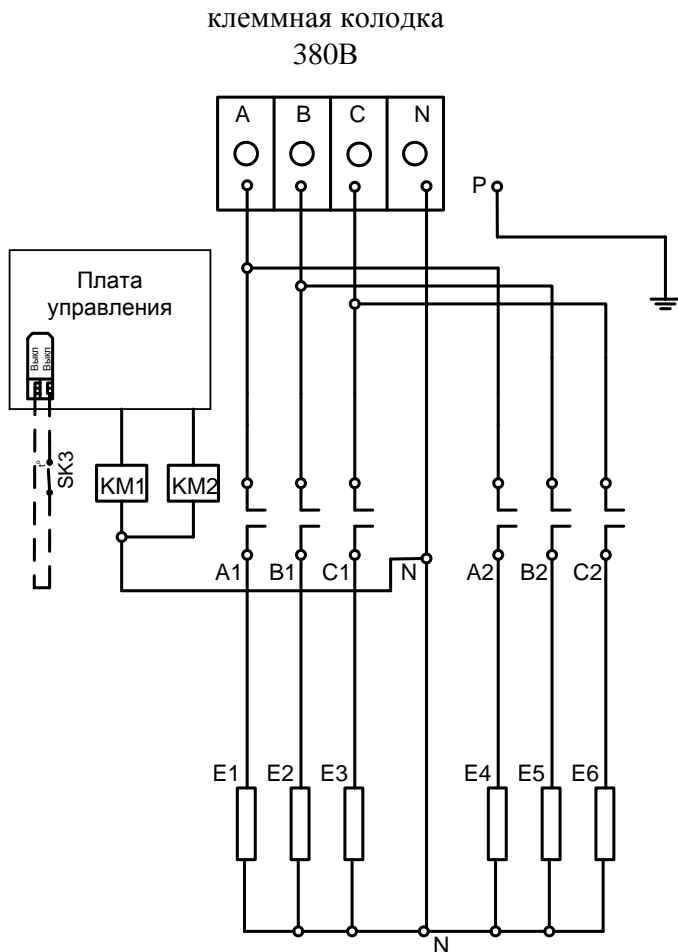 клеммная колодка
380В
A B C N
P
Плата
управления
Выкл
Выкл
t°
SK3
KM1 KM2
A1 B1 C1 N A2 B2 C2
E1 E2 E3 E4 E5 E6
N